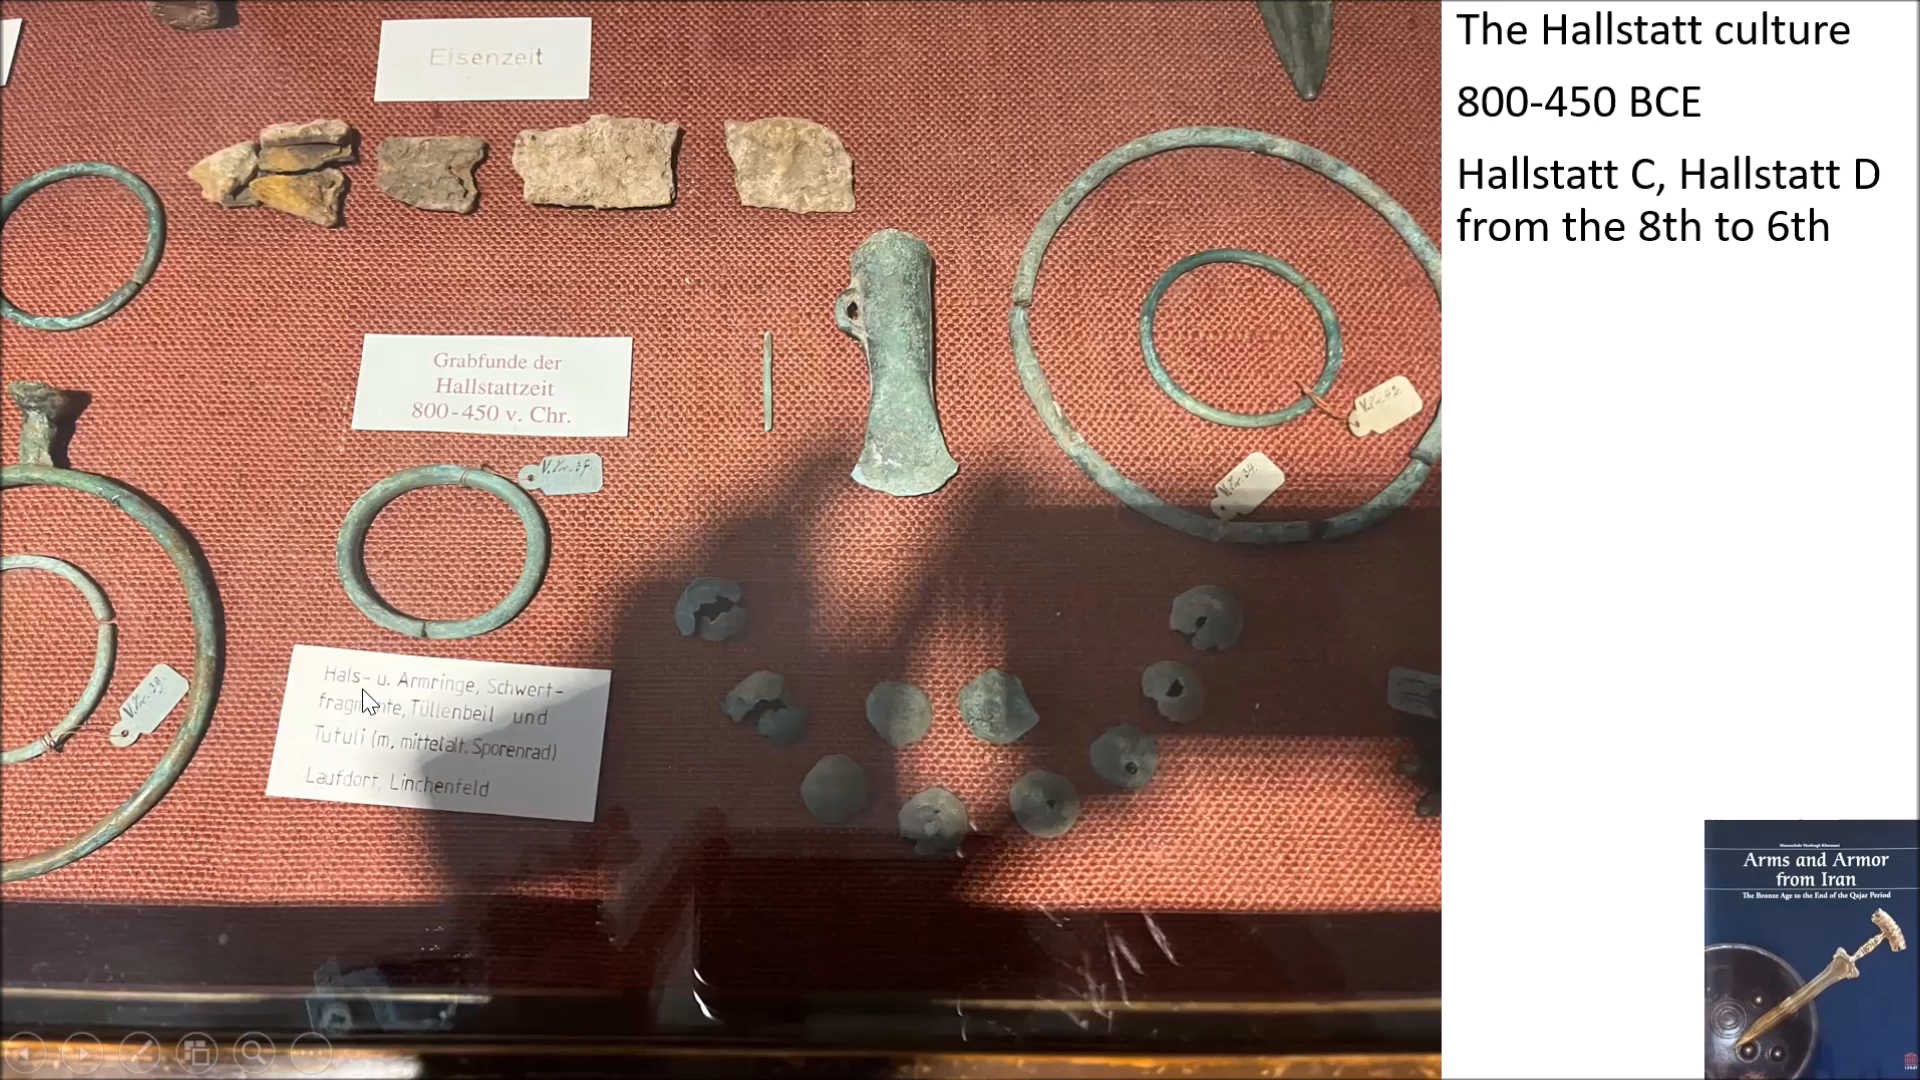 Eisenzeit
Grabfunde der
Hallstattzeit
800-450 v. Chr.
Hals- u. Armringe, Schwert-
fragmente, Tüllenbeil und
Tutuli (m, mittelalt. Sporenrad)
Laufdorf, Linchenfeld
The Hallstatt culture
800-450 BCE
Hallstatt C, Hallstatt D
from the 8th to 6th
Arms and Armor
from Iran
The Bronze Age to the End of the Qajar Period